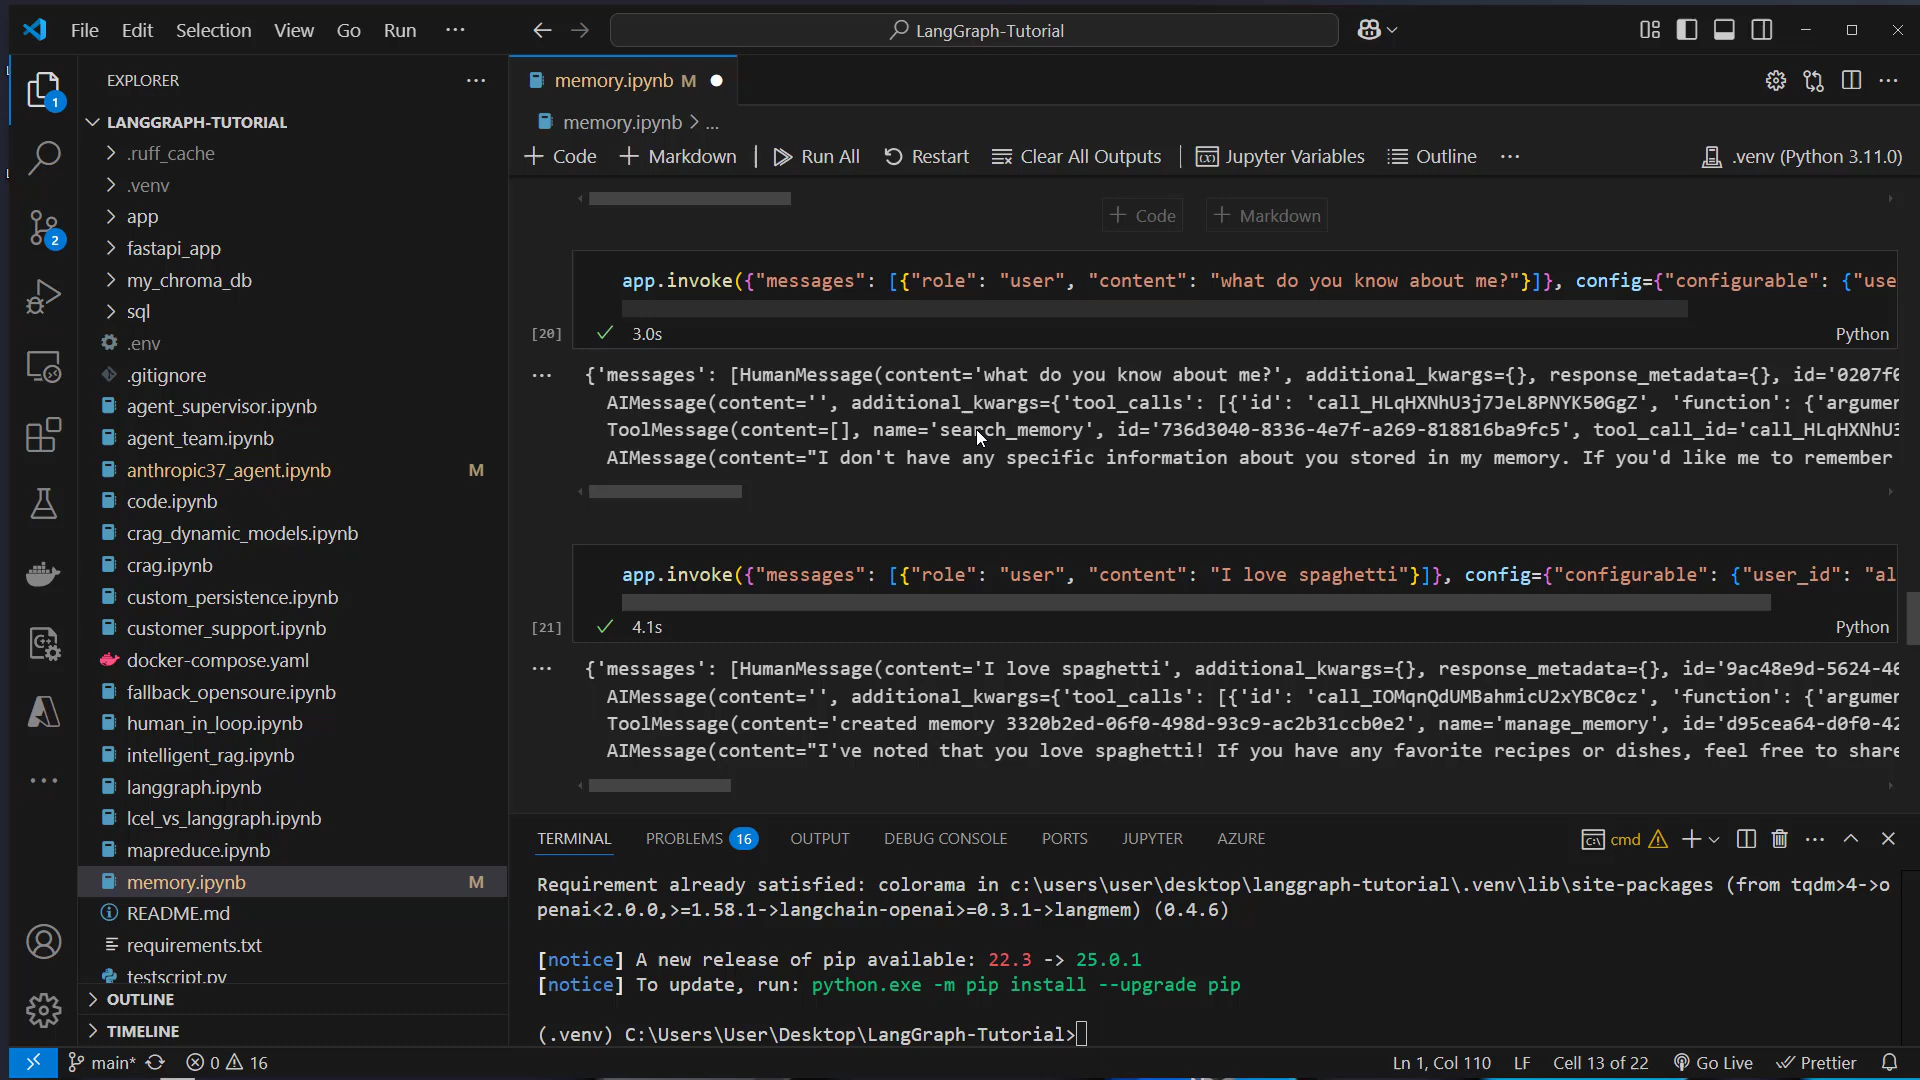 File Edit Selection View Go Run ···
LangGraph-Tutorial
EXPLORER
LANGGRAPH-TUTORIAL
.ruff_cache
.venv
app
fastapi_app
my_chroma_db
sql
.env
.gitignore
agent_supervisor.ipynb
agent_team.ipynb
anthropic37_agent.ipynb M
code.ipynb
crag_dynamic_models.ipynb
crag.ipynb
custom_persistence.ipynb
customer_support.ipynb
docker-compose.yaml
fallback_opensoure.ipynb
human_in_loop.ipynb
intelligent_rag.ipynb
langgraph.ipynb
lcel_vs_langgraph.ipynb
mapreduce.ipynb
memory.ipynb M
README.md
requirements.txt
testscript.py
OUTLINE
TIMELINE
1
2
memory.ipynb M
memory.ipynb > ...
+ Code + Markdown | Run All Restart Clear All Outputs | Jupyter Variables Outline ··· .venv (Python 3.11.0)
+ Code + Markdown
app.invoke({"messages": [{"role": "user", "content": "what do you know about me?"}]}, config={"configurable": {"use
[20] 3.0s Python
{'messages': [HumanMessage(content='what do you know about me?', additional_kwargs={}, response_metadata={}, id='0207f0
AIMessage(content='', additional_kwargs={'tool_calls': [{'id': 'call_HLqHXNhU3j7JeL8PNYK50GgZ', 'function': {'argumen
ToolMessage(content=[], name='search_memory', id='736d3040-8336-4e7f-a269-818816ba9fc5', tool_call_id='call_HLqHXNhU3
AIMessage(content="I don't have any specific information about you stored in my memory. If you'd like me to remember
app.invoke({"messages": [{"role": "user", "content": "I love spaghetti"}]}, config={"configurable": {"user_id": "al
[21] 4.1s Python
{'messages': [HumanMessage(content='I love spaghetti', additional_kwargs={}, response_metadata={}, id='9ac48e9d-5624-46
AIMessage(content='', additional_kwargs={'tool_calls': [{'id': 'call_IOMqnQdUMBahmicU2xYBC0cz', 'function': {'argumen
ToolMessage(content='created memory 3320b2ed-06f0-498d-93c9-ac2b31ccb0e2', name='manage_memory', id='d95cea64-d0f0-42
AIMessage(content="I've noted that you love spaghetti! If you have any favorite recipes or dishes, feel free to share
TERMINAL PROBLEMS 16 OUTPUT DEBUG CONSOLE PORTS JUPYTER AZURE cmd
Requirement already satisfied: colorama in c:\users\user\desktop\langgraph-tutorial\.venv\lib\site-packages (from tqdm>4->o
penai<2.0.0,>=1.58.1->langchain-openai>=0.3.1->langmem) (0.4.6)
[notice] A new release of pip available: 22.3 -> 25.0.1
[notice] To update, run: python.exe -m pip install --upgrade pip
(.venv) C:\Users\User\Desktop\LangGraph-Tutorial>
main* 0 16 Ln 1, Col 110 LF Cell 13 of 22 Go Live Prettier